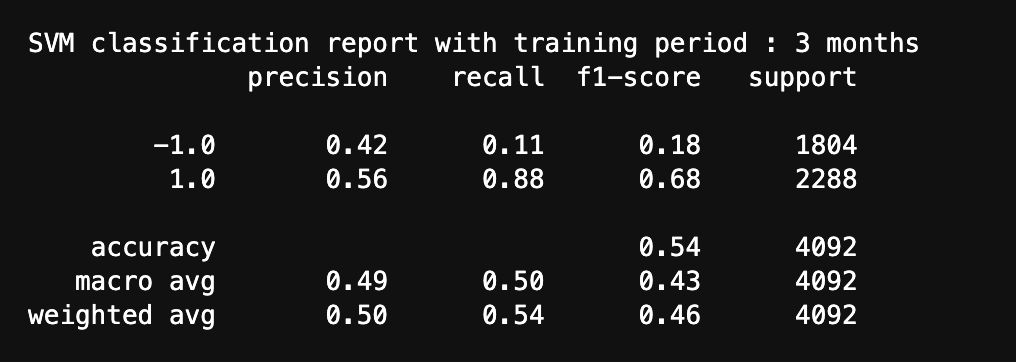 SVM classification report with training period : 3 months
precision recall f1-score support
-1.0 0.42 0.11 0.18 1804
1.0 0.56 0.88 0.68 2288
accuracy 0.54 4092
macro avg 0.49 0.50 0.43 4092
weighted avg 0.50 0.54 0.46 4092